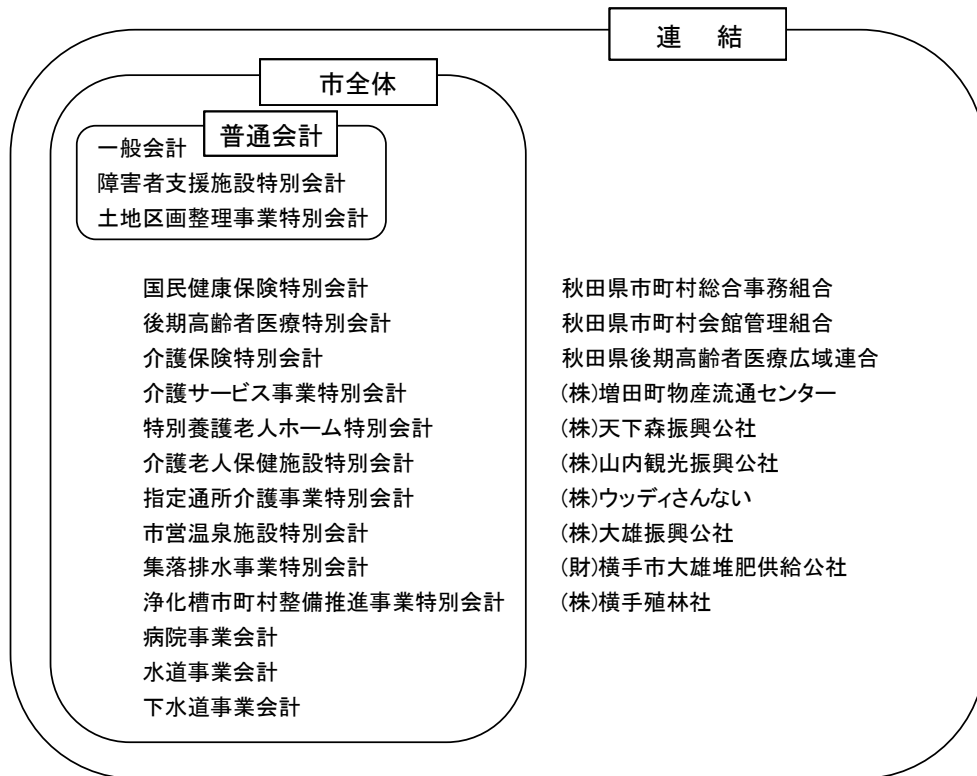 連　結
市全体
普通会計
一般会計
障害者支援施設特別会計
土地区画整理事業特別会計
国民健康保険特別会計
後期高齢者医療特別会計
介護保険特別会計
介護サービス事業特別会計
特別養護老人ホーム特別会計
介護老人保健施設特別会計
指定通所介護事業特別会計
市営温泉施設特別会計
集落排水事業特別会計
浄化槽市町村整備推進事業特別会計
病院事業会計
水道事業会計
下水道事業会計
秋田県市町村総合事務組合
秋田県市町村会館管理組合
秋田県後期高齢者医療広域連合
(株)増田町物産流通センター
(株)天下森振興公社
(株)山内観光振興公社
(株)ウッディさんない
(株)大雄振興公社
(財)横手市大雄堆肥供給公社
(株)横手殖林社